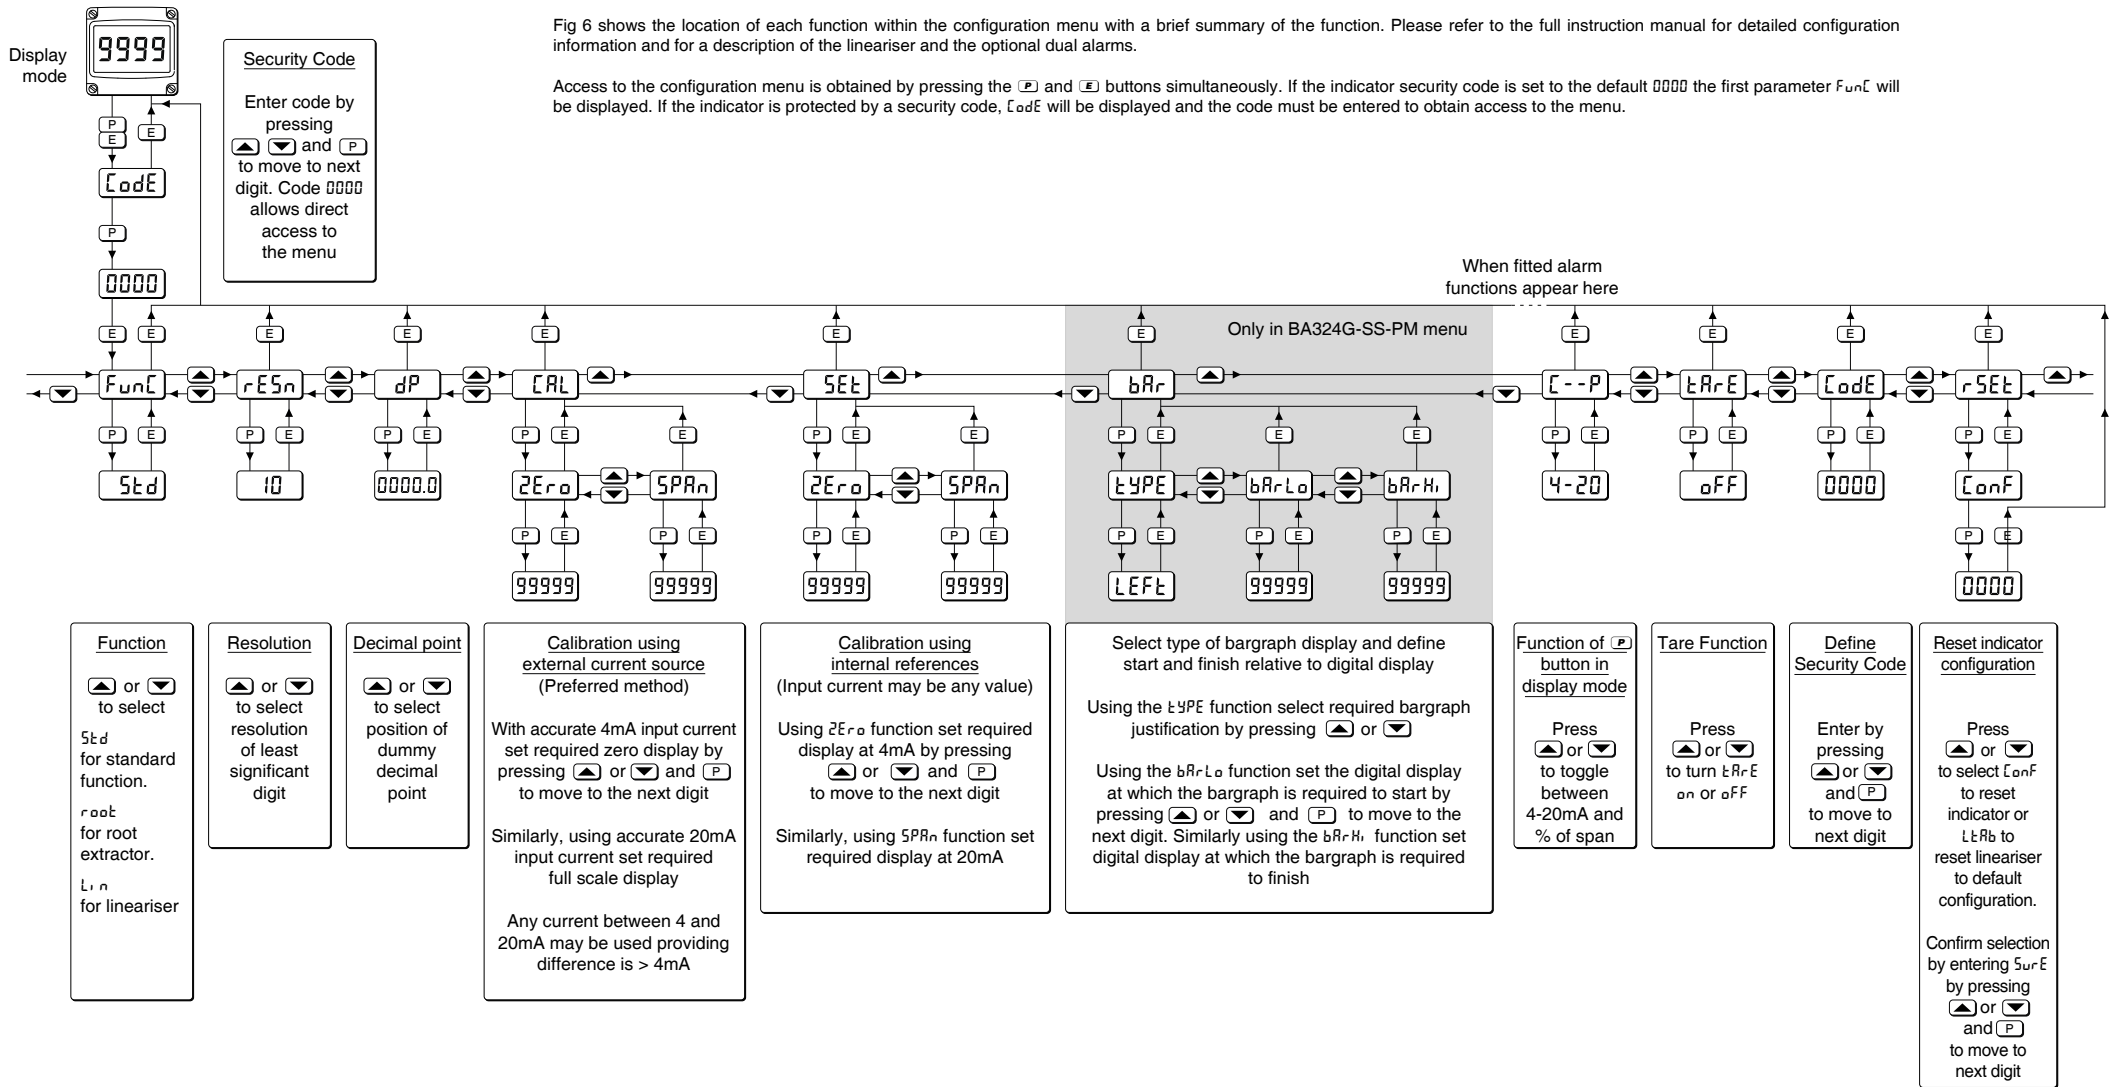 Fig 6 shows the location of each function within the configuration menu with a brief summary of the function. Please refer to the full instruction manual for detailed configuration
information and for a description of the lineariser and the optional dual alarms.
Access to the configuration menu is obtained by pressing the P and E buttons simultaneously. If the indicator security code is set to the default 0000 the first parameter FunC will
be displayed. If the indicator is protected by a security code, CodE will be displayed and the code must be entered to obtain access to the menu.
Display
mode
9999
P
E
E
CodE
P
0000
Security Code
Enter code by
pressing
and P
to move to next
digit. Code 0000
allows direct
access to
the menu
When fitted alarm
functions appear here
Only in BA324G-SS-PM menu
E E E E E E E E E E
FunC rESn dP CAL SEt bAr C--P tArE CodE rSEt
P E P E P E P E E P E E P E E E P E P E P E P E
Std 10 0000.0 2Ero SPAn 2Ero SPAn tYPE bArLo bArHi 4-20 oFF 0000 ConF
P E P E P E P E P E P E P E P E
99999 99999 99999 99999 LEFt 99999 99999 0000
Function
or
to select
Std
for standard
function.
root
for root
extractor.
Lin
for lineariser
Resolution
or
to select
resolution
of least
significant
digit
Decimal point
or
to select
position of
dummy
decimal
point
Calibration using
external current source
(Preferred method)
With accurate 4mA input current
set required zero display by
pressing or and P
to move to the next digit
Similarly, using accurate 20mA
input current set required
full scale display
Any current between 4 and
20mA may be used providing
difference is > 4mA
Calibration using
internal references
(Input current may be any value)
Using 2Ero function set required
display at 4mA by pressing
or and P
to move to the next digit
Similarly, using SPAn function set
required display at 20mA
Select type of bargraph display and define
start and finish relative to digital display
Using the tYPE function select required bargraph
justification by pressing or
Using the bArLo function set the digital display
at which the bargraph is required to start by
pressing or and P to move to the
next digit. Similarly using the bArHi function set
digital display at which the bargraph is required
to finish
Function of P
button in
display mode
Press
or
to toggle
between
4-20mA and
% of span
Tare Function
Press
or
to turn tArE
on or oFF
Define
Security Code
Enter by
pressing
or
and P
to move to
next digit
Reset indicator
configuration
Press
or
to select ConF
to reset
indicator or
LtAb to
reset lineariser
to default
configuration.
Confirm selection
by entering SurE
by pressing
or
and P
to move to
next digit